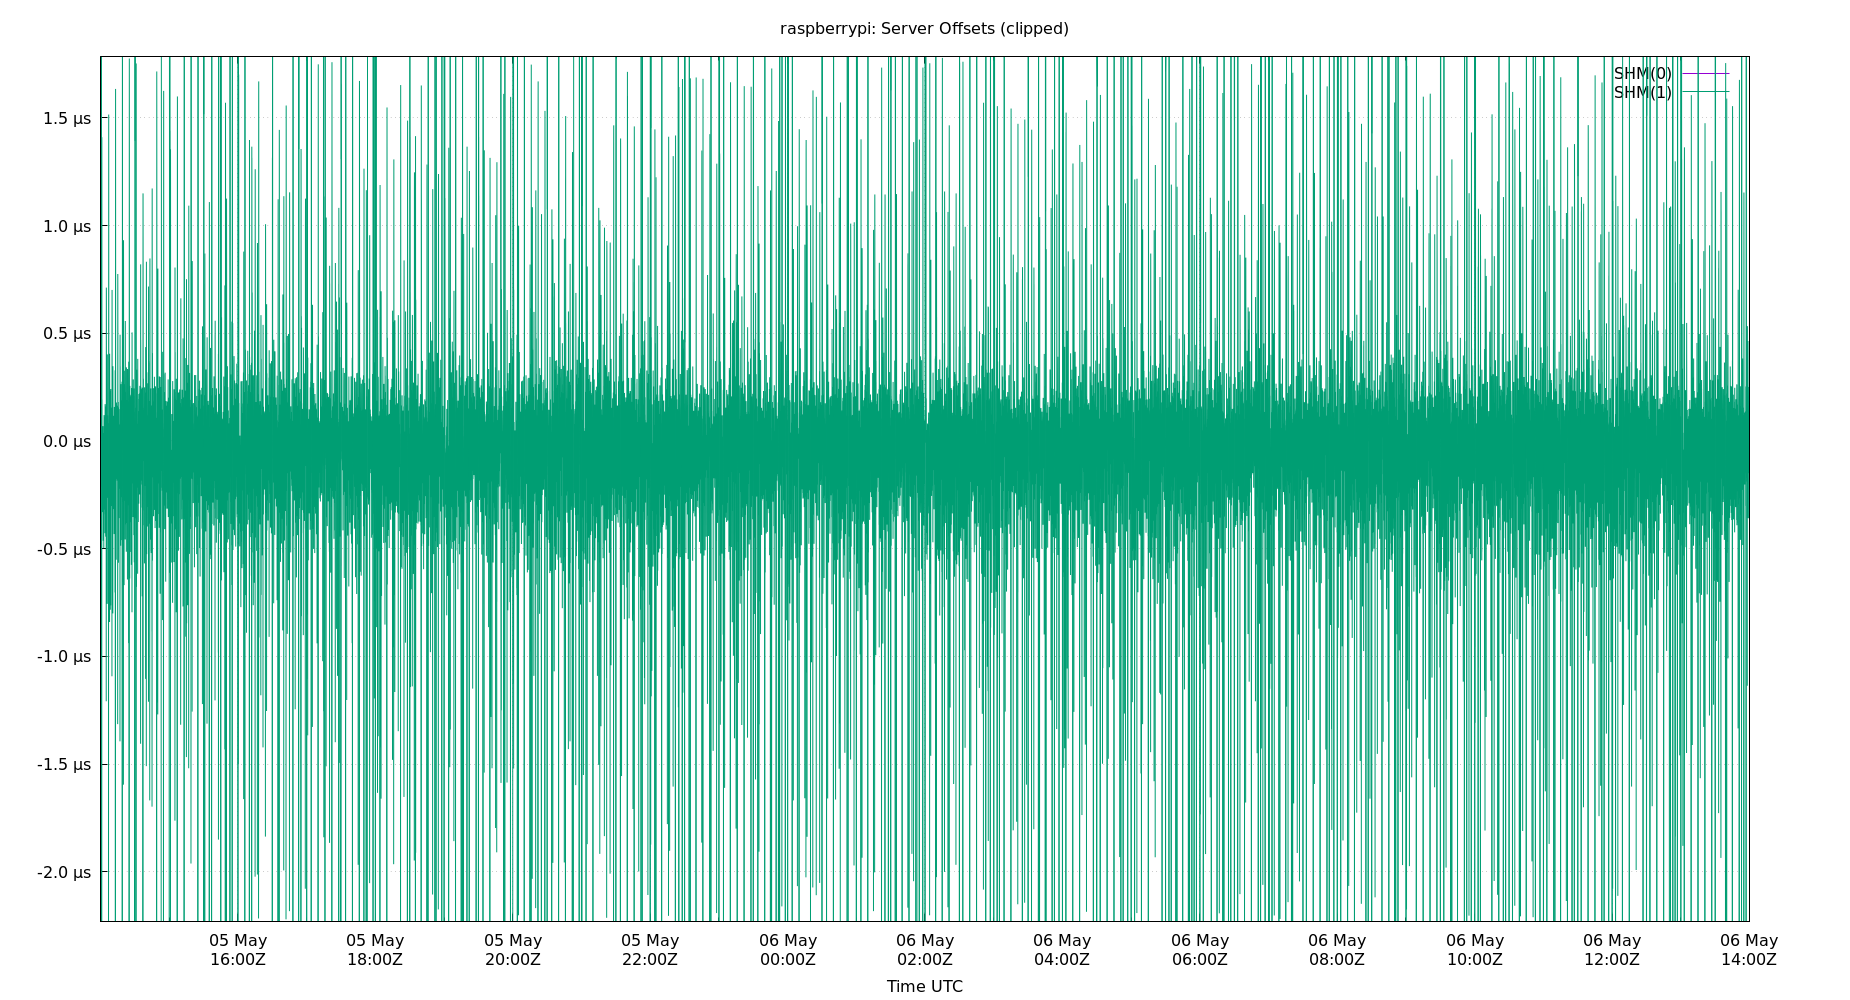 raspberrypi: Server Offsets (clipped)
SHM(0)
SHM(1)
1.5 µs
1.0 µs
0.5 µs
0.0 µs
-0.5 µs
-1.0 µs
-1.5 µs
-2.0 µs
05 May 05 May 05 May 05 May 06 May 06 May 06 May 06 May 06 May 06 May 06 May 06 May
16:00Z 18:00Z 20:00Z 22:00Z 00:00Z 02:00Z 04:00Z 06:00Z 08:00Z 10:00Z 12:00Z 14:00Z
Time UTC